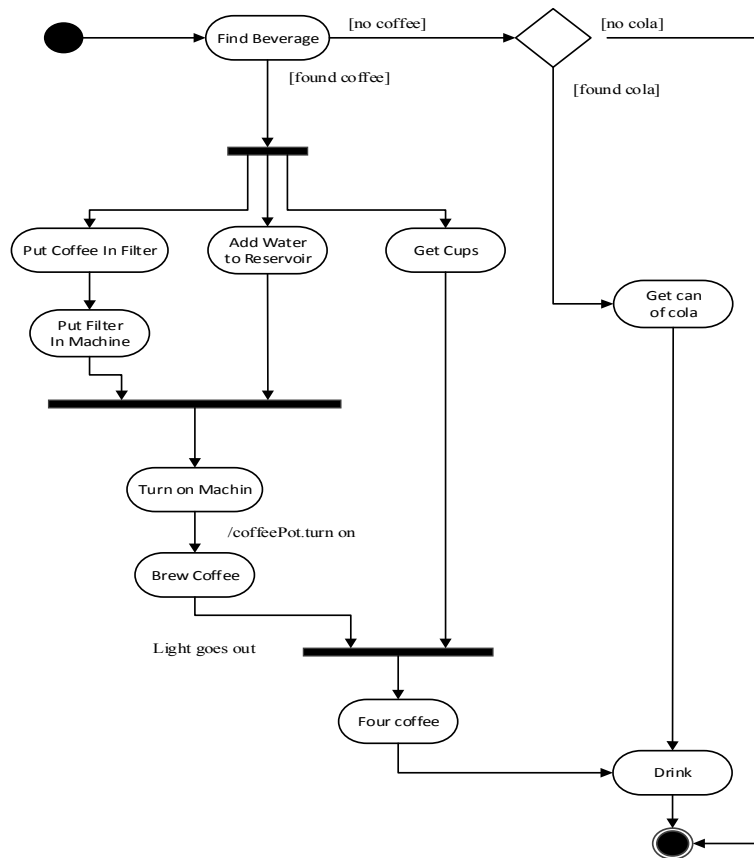 [no coffee]
[no cola]
Find Beverage
[found coffee]
[found cola]
Put Coffee In Filter
Add Water
to Reservoir
Get Cups
Get can
of cola
Put Filter
In Machine
Turn on Machin
/coffeePot.turn on
Brew Coffee
Light goes out
Four coffee
Drink